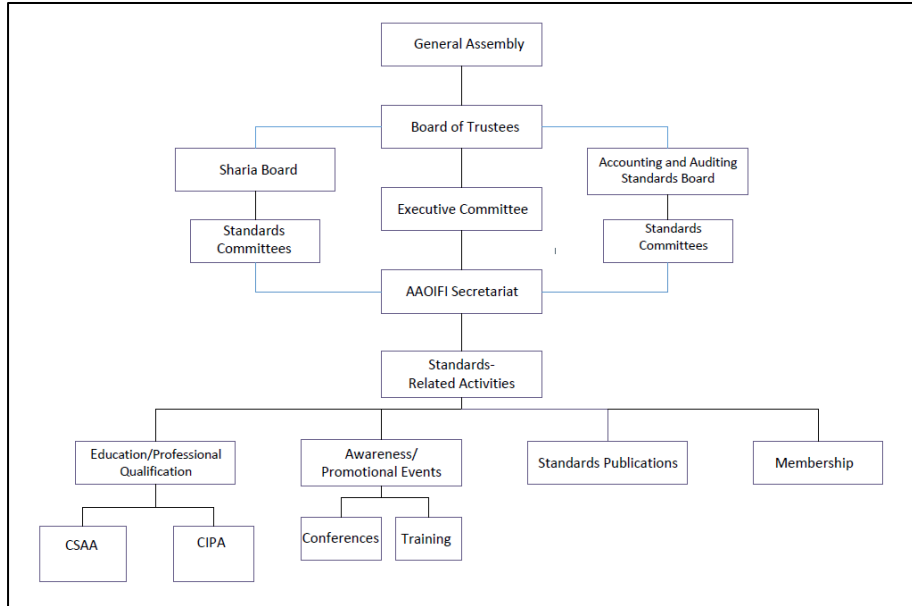 General Assembly
Board of Trustees
Sharia Board
Accounting and Auditing
Standards Board
Executive Committee
Standards
Committees
Standards
Committees
AAOIFI Secretariat
Standards-
Related Activities
Education/Professional
Qualification
Awareness/
Promotional Events
Standards Publications
Membership
CSAA
CIPA
Conferences
Training